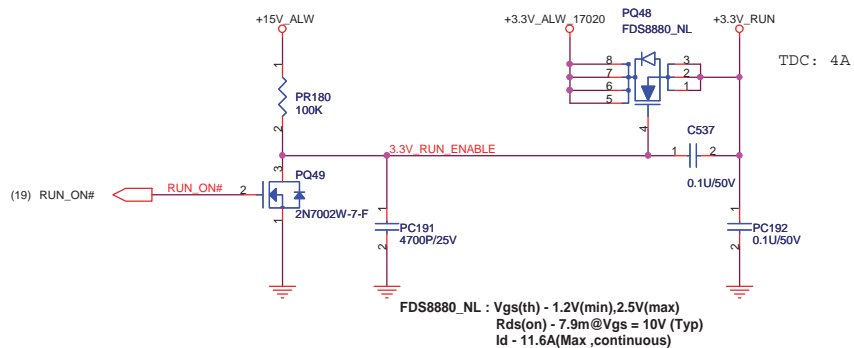 +15V_ALW
+3.3V_ALW_17020
PQ48
FDS8880_NL
+3.3V_RUN
TDC: 4A
8
7
6
5
3
2
1
4
1
PR180
100K
2
3.3V_RUN_ENABLE
C537
1
2
0.1U/50V
3
PQ49
(19) RUN_ON#
RUN_ON#
2
2N7002W-7-F
1
1
PC191
4700P/25V
2
1
PC192
0.1U/50V
2
FDS8880_NL : Vgs(th) - 1.2V(min),2.5V(max)
Rds(on) - 7.9m@Vgs = 10V (Typ)
Id - 11.6A(Max ,continuous)